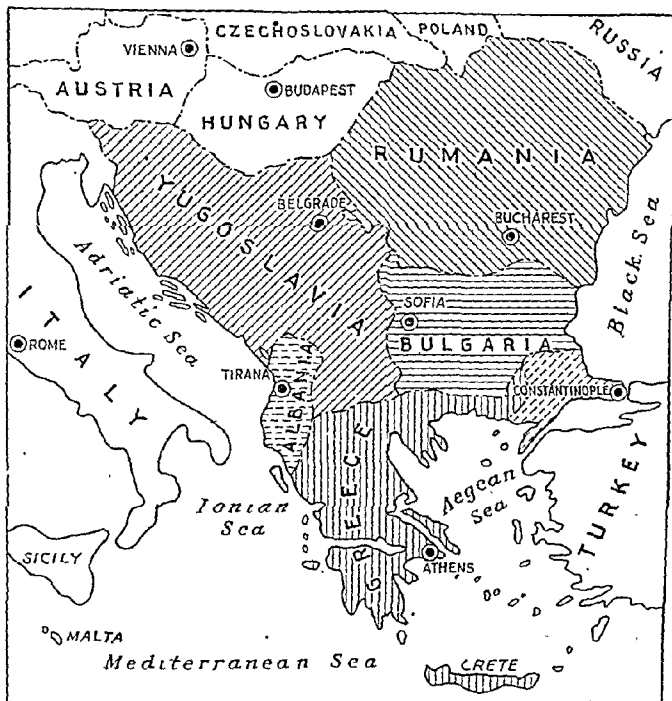 CZECHOSLOVAKIA
POLAND
RUSSIA
VIENNA
AUSTRIA
BUDAPEST
HUNGARY
RUMANIA
YUGOSLAVIA
BELGRADE
BUCHAREST
Adriatic Sea
Black Sea
ITALY
ROME
SOFIA
BULGARIA
TIRANA
ALBANIA
CONSTANTINOPLE
GREECE
Ionian
Sea
Aegean
Sea
TURKEY
ATHENS
SICILY
MALTA
Mediterranean Sea
CRETE